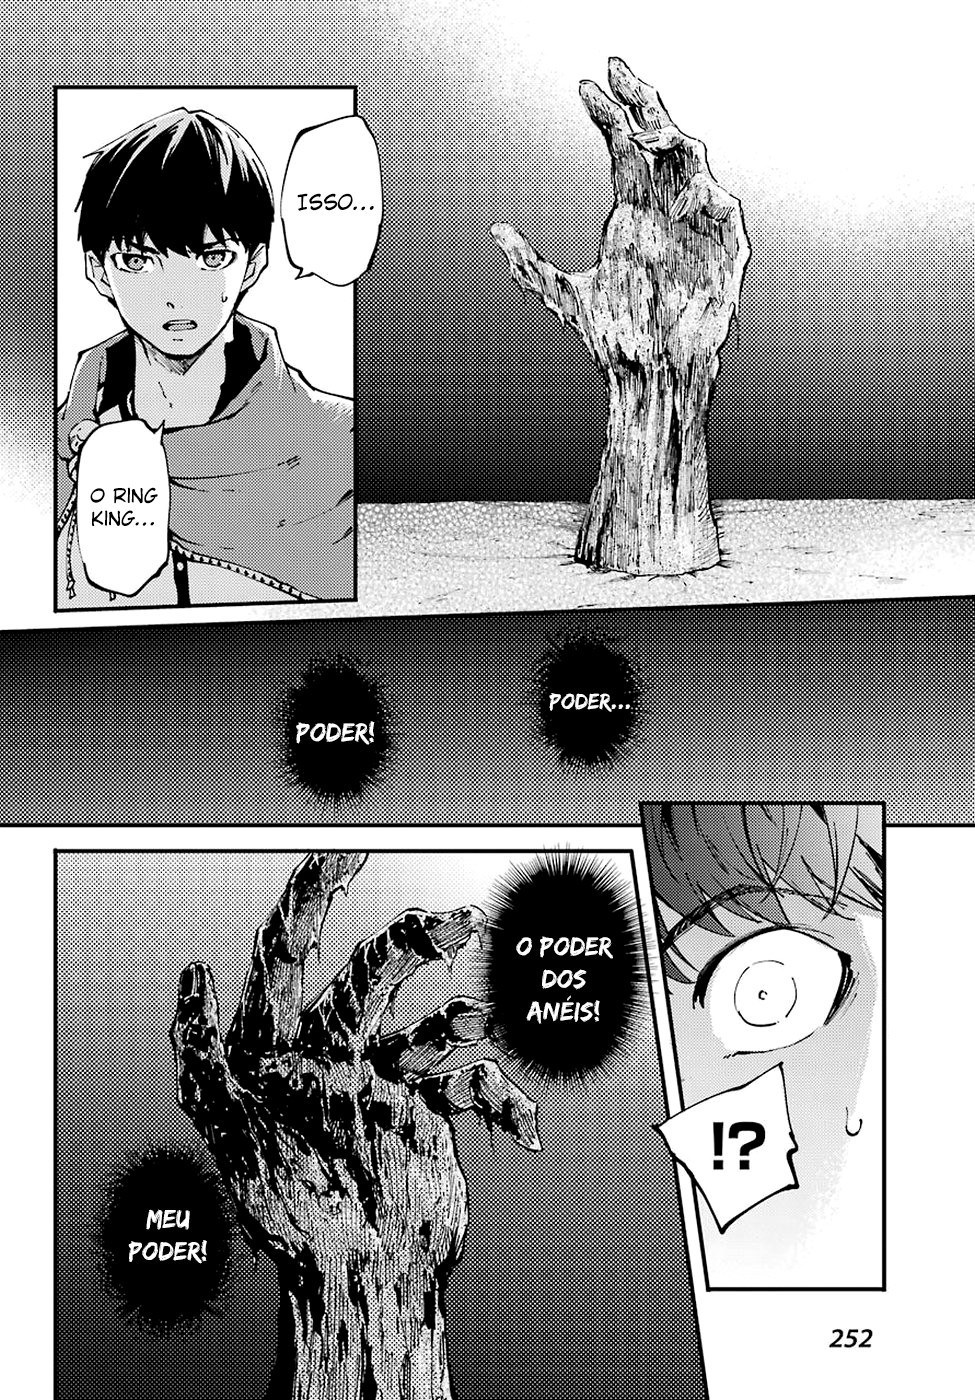 ISSO...
O RING
KING...
PODER...
PODER!
!?
O PODER
DOS
ANÉIS!
MEU
PODER!
252